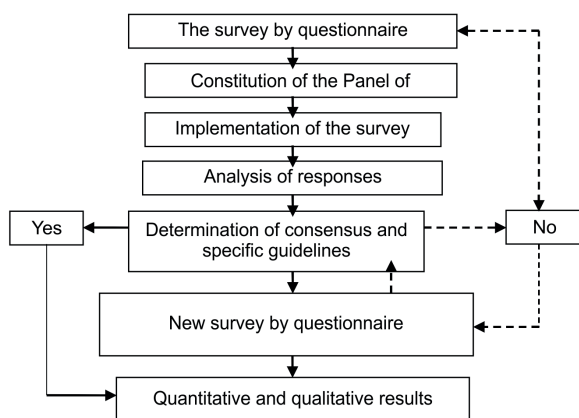 The survey by questionnaire
Constitution of the Panel of
Implementation of the survey
Analysis of responses
Yes
Determination of consensus and
specific guidelines
No
New survey by questionnaire
Quantitative and qualitative results